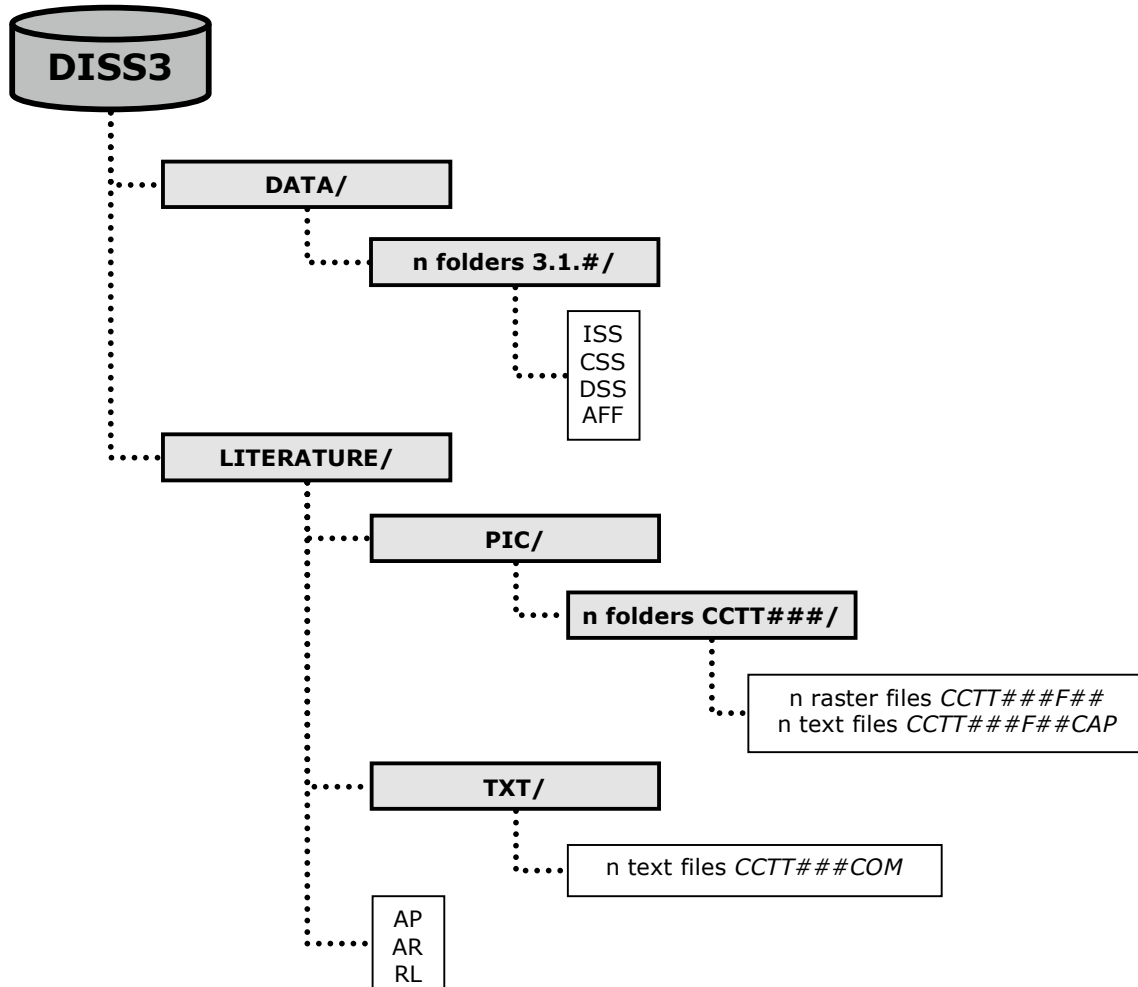 DISS3
DATA/
n folders 3.1.#/
ISS
CSS
DSS
AFF
LITERATURE/
PIC/
n folders CCTT###/
n raster files CCTT###F##
n text files CCTT###F##CAP
TXT/
n text files CCTT###COM
AP
AR
RL